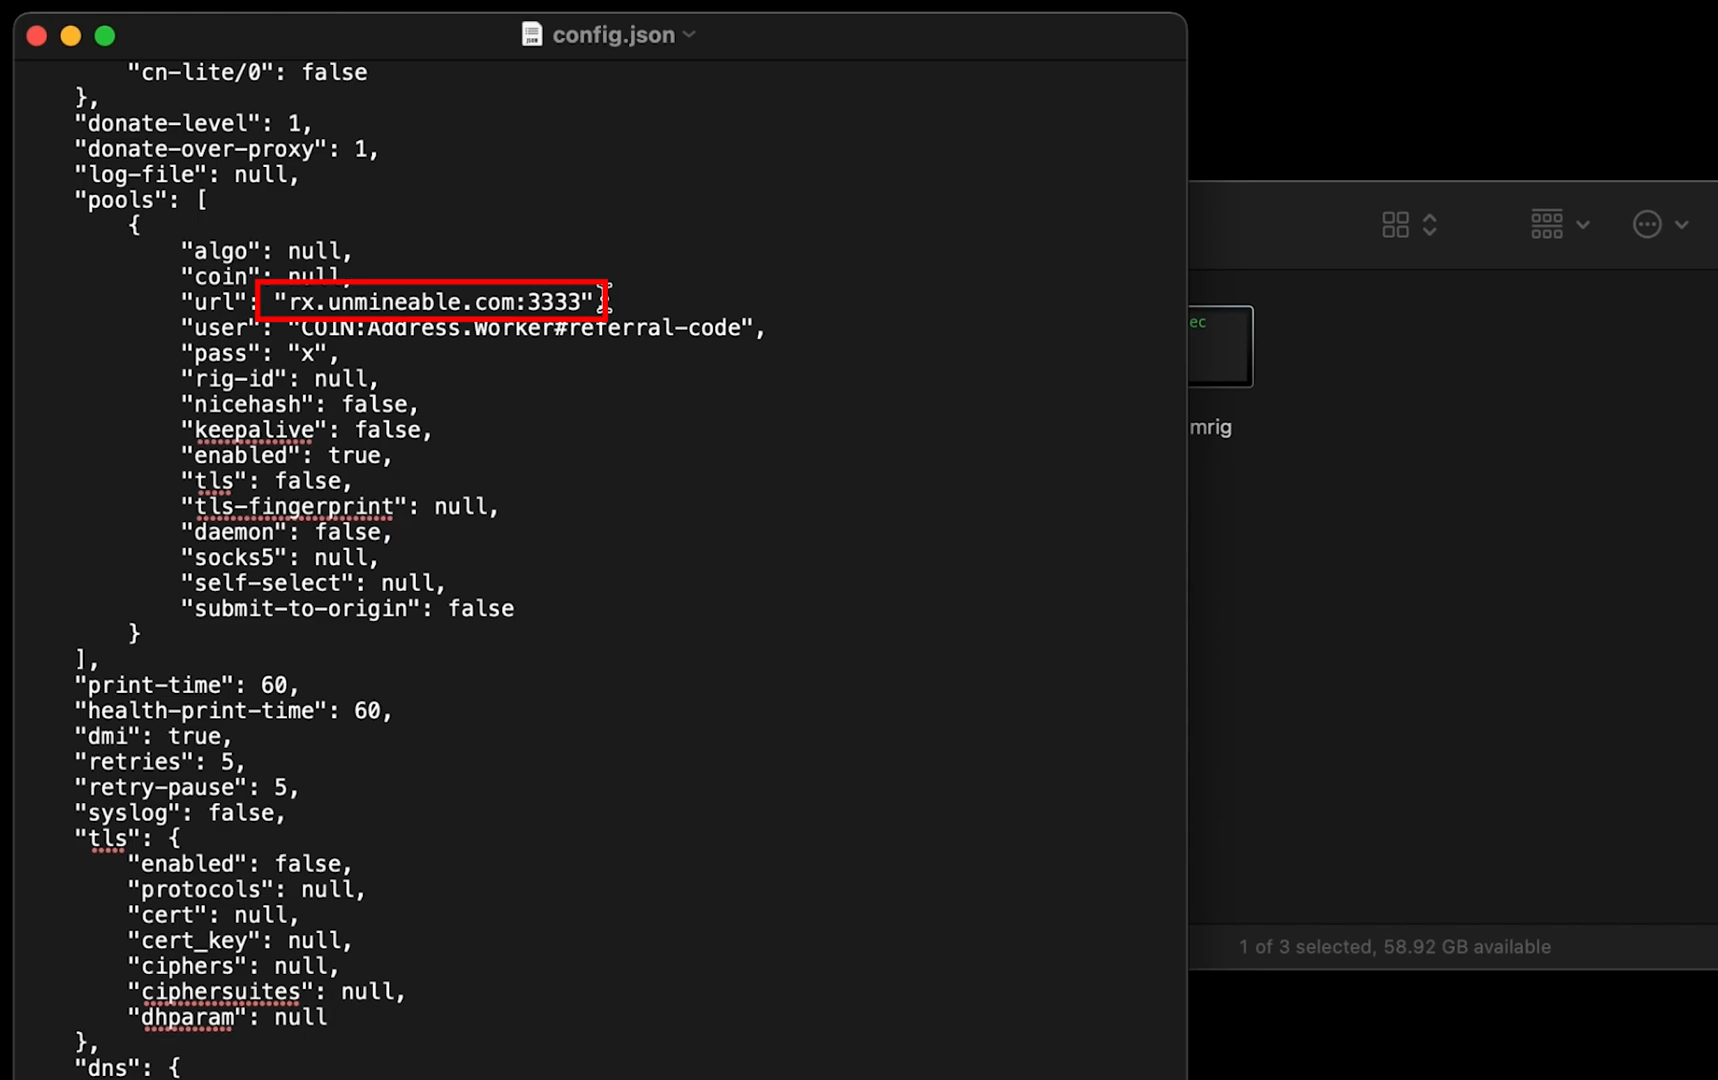 config.json
"cn-lite/0": false
},
"donate-level": 1,
"donate-over-proxy": 1,
"log-file": null,
"pools": [
{
"algo": null,
"coin": null,
"url": "rx.unmineable.com:3333",
"user": "COIN:Address.Worker#referral-code",
"pass": "x",
"rig-id": null,
"nicehash": false,
"keepalive": false,
"enabled": true,
"tls": false,
"tls-fingerprint": null,
"daemon": false,
"socks5": null,
"self-select": null,
"submit-to-origin": false
}
],
"print-time": 60,
"health-print-time": 60,
"dmi": true,
"retries": 5,
"retry-pause": 5,
"syslog": false,
"tls": {
"enabled": false,
"protocols": null,
"cert": null,
"cert_key": null,
"ciphers": null,
"ciphersuites": null,
"dhparam": null
},
"dns": {
ec
mrig
1 of 3 selected, 58.92 GB available